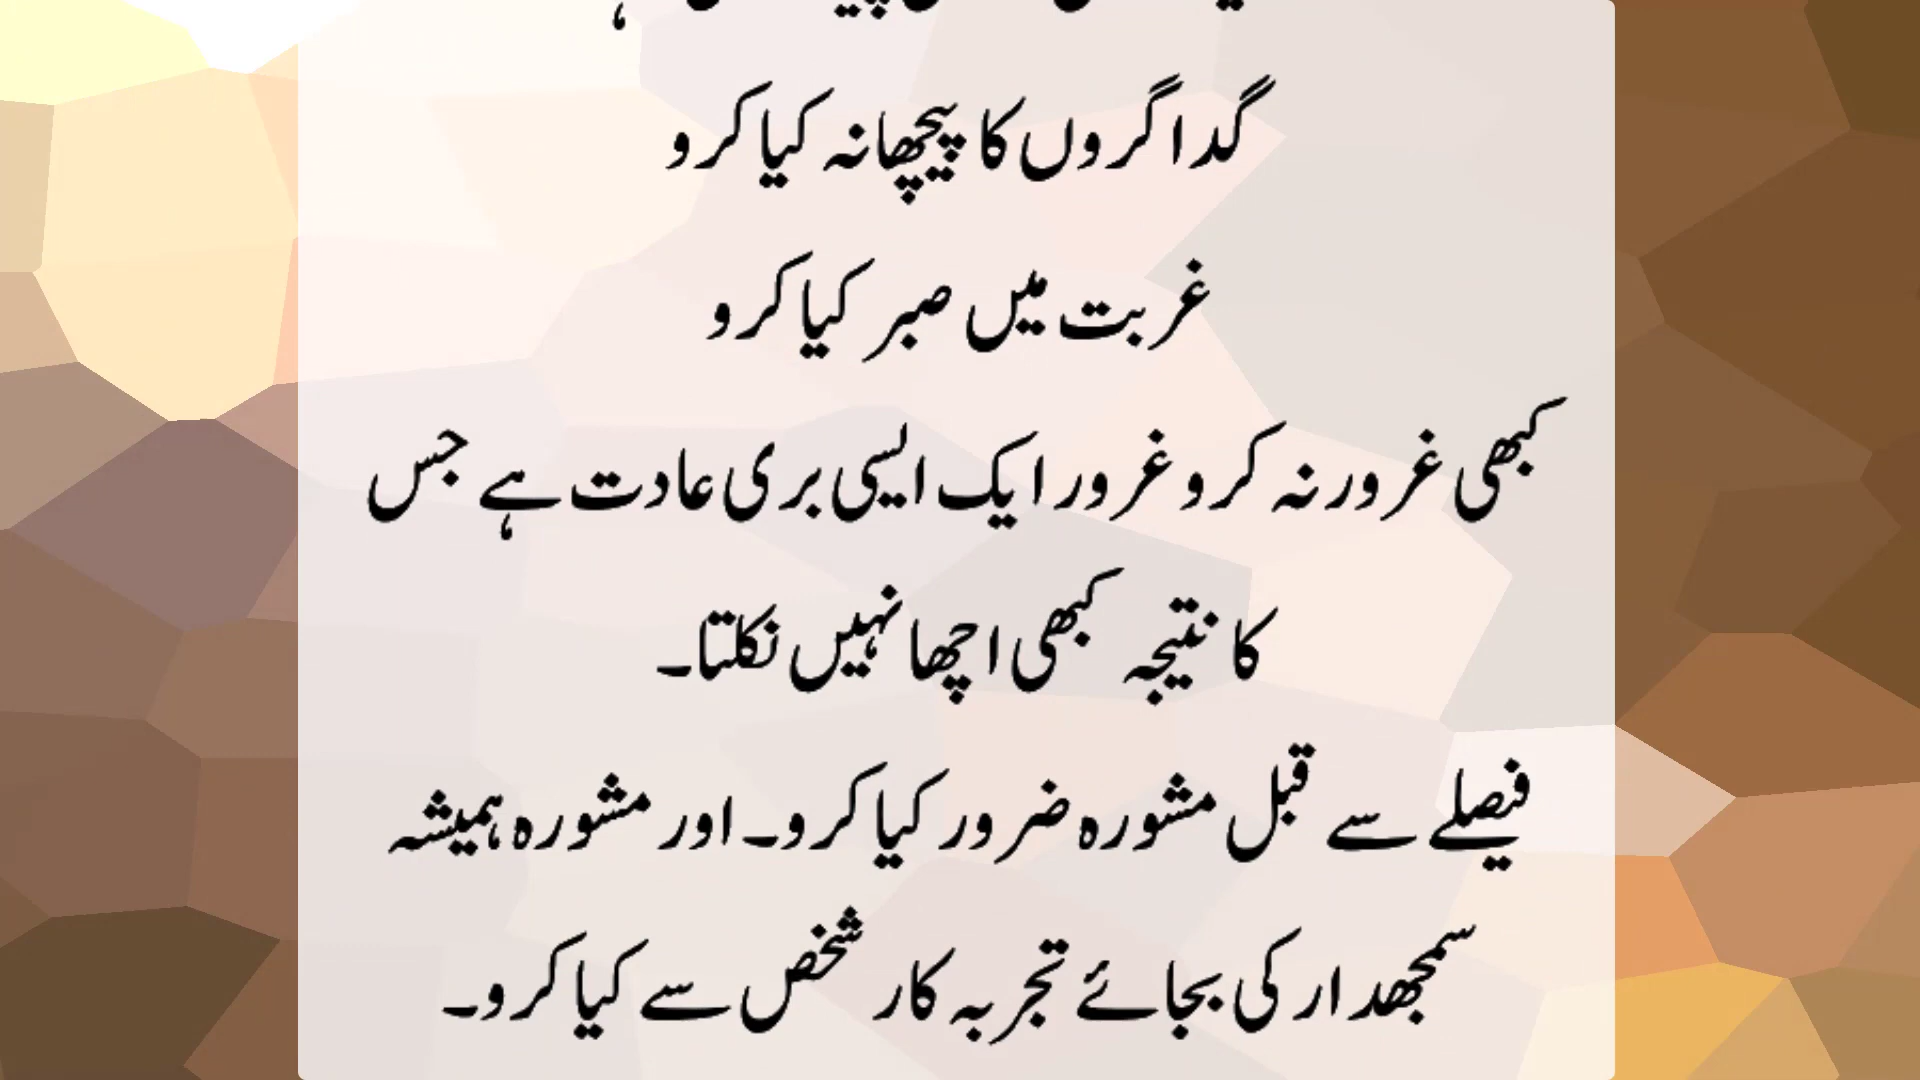 گداگروں کا پیچھا نہ کیا کرو
غربت میں صبر کیا کرو
کبھی غرور نہ کرو غرور ایک ایسی بری عادت ہے جس
کا نتیجہ کبھی اچھا نہیں نکلتا۔
فیصلے سے قبل مشورہ ضرور کیا کرو۔ اور مشورہ ہمیشہ
سمجھدار کی بجائے تجربہ کار شخص سے کیا کرو۔